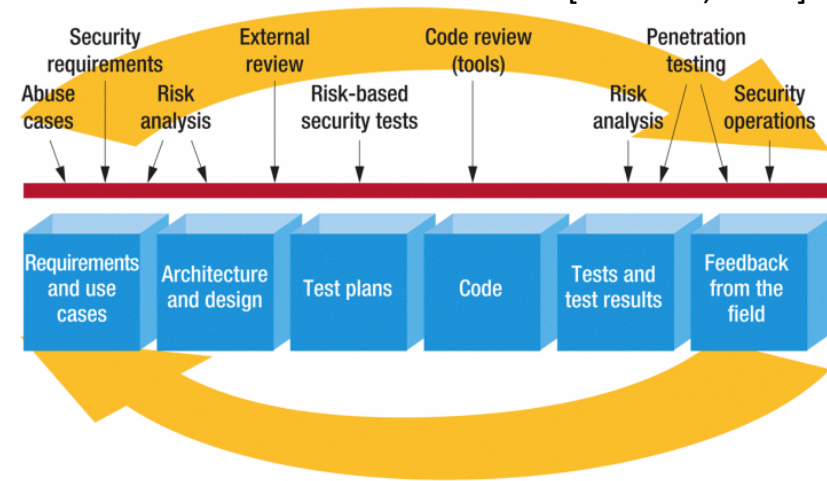 Security
requirements
External
review
Code review
(tools)
Penetration
testing
Abuse
cases
Risk
analysis
Risk-based
security tests
Risk
analysis
Security
operations
Requirements
and use
cases
Architecture
and design
Test plans
Code
Tests and
test results
Feedback
from the
field